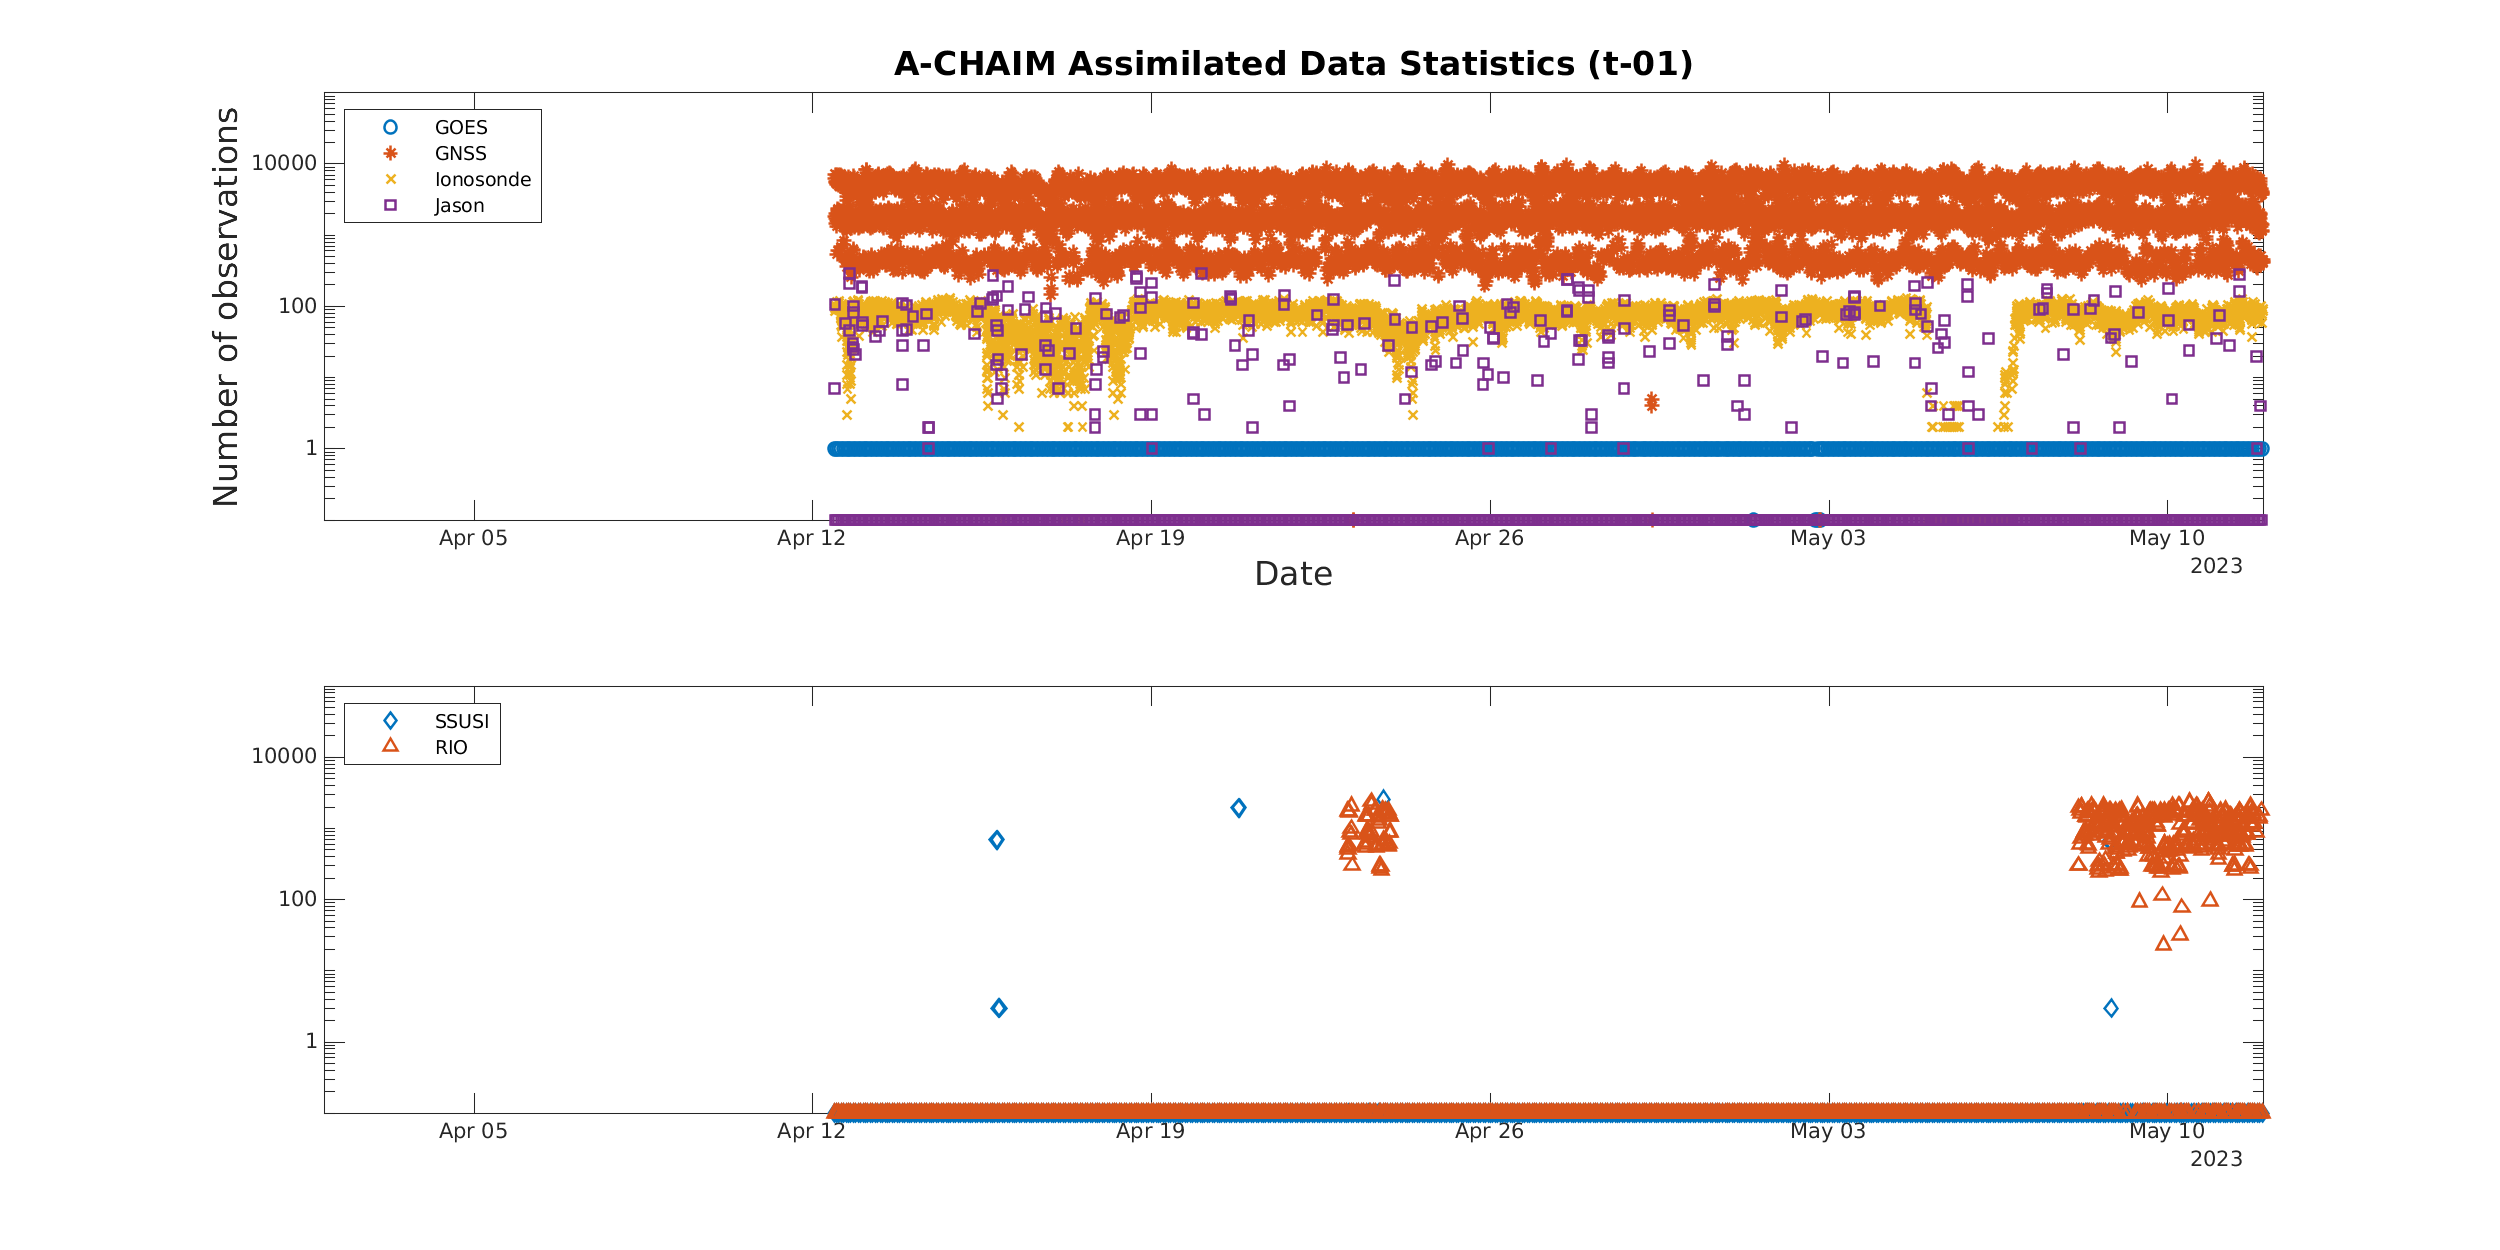 A-CHAIM Assimilated Data Statistics (t-01)
Number of observations
10000
100
1
GOES
GNSS
Ionosonde
Jason
Apr 05
Apr 12
Apr 19
Apr 26
May 03
May 10
2023
Date
10000
100
1
SSUSI
RIO
Apr 05
Apr 12
Apr 19
Apr 26
May 03
May 10
2023